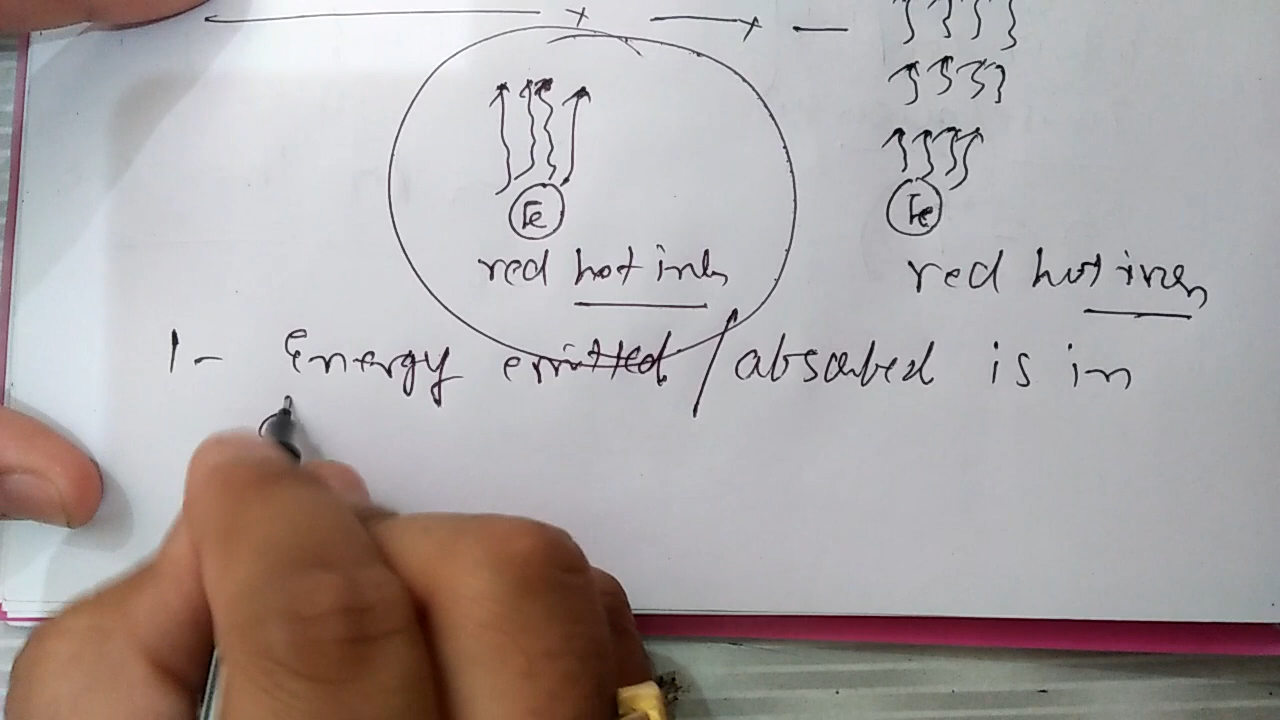 Fe
Fe
red hot iron
red hot iron
1- Energy emitted / absorbed is in